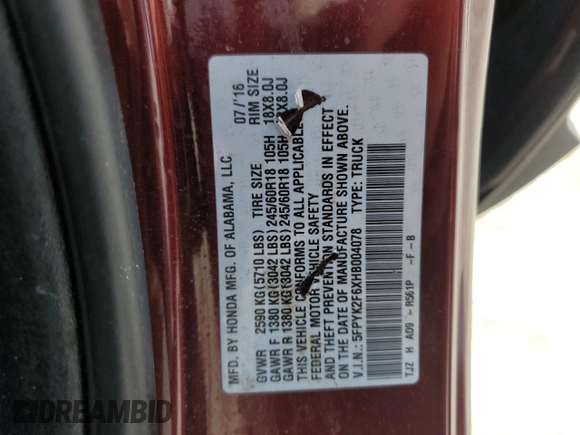 MFD. BY HONDA MFG. OF ALABAMA, LLC 07/'16
GVWR 2590 KG(5710 LBS) TIRE SIZE RIM SIZE
GAWR F 1380 KG(3042 LBS)245/60R18 105H 18X8.0J
GAWR R 1380 KG(3042 LBS)245/60R18 105H 18X8.0J
THIS VEHICLE CONFORMS TO ALL APPLICABLE
FEDERAL MOTOR VEHICLE SAFETY
AND THEFT PREVENTION STANDARDS IN EFFECT
ON THE DATE OF MANUFACTURE SHOWN ABOVE.
V.I.N.: 5FPYK2F6XHB004078 TYPE: TRUCK
TJZ H A09 - R561P -F -B
DREAMBID